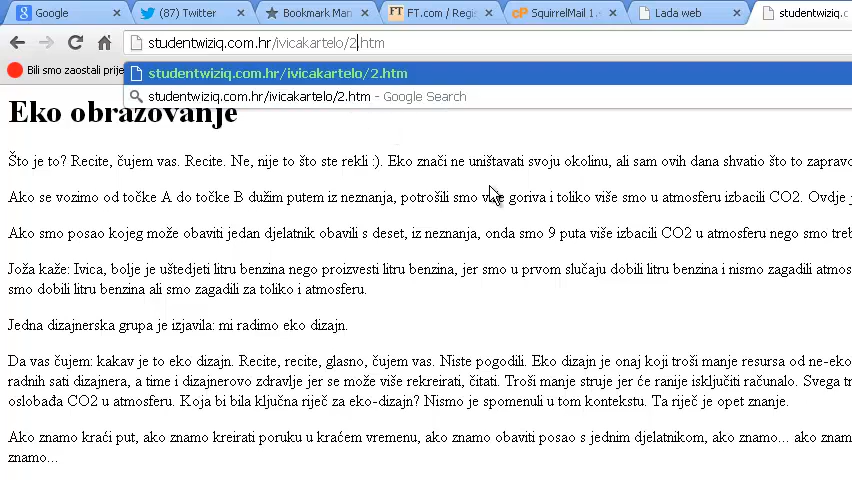 Google
(87) Twitter
Bookmark Man
FT FT.com / Regis
cP SquirrelMail 1.
Lada web
studentwiziq.c
studentwiziq.com.hr/ivicakartelo/2.htm
Bili smo zaostali prije
studentwiziq.com.hr/ivicakartelo/2.htm
studentwiziq.com.hr/ivicakartelo/2.htm - Google Search
Eko obrazovanje
Što je to? Recite, čujem vas. Recite. Ne, nije to što ste rekli :). Eko znači ne uništavati svoju okolinu, ali sam ovih dana shvatio što to zapravo
Ako se vozimo od točke A do točke B dužim putem iz neznanja, potrošili smo više goriva i toliko više smo u atmosferu izbacili CO2. Ovdje j
Ako smo posao kojeg može obaviti jedan djelatnik obavili s deset, iz neznanja, onda smo 9 puta više izbacili CO2 u atmosferu nego smo treb
Joža kaže: Ivica, bolje je uštedjeti litru benzina nego proizvesti litru benzina, jer smo u prvom slučaju dobili litru benzina i nismo zagadili atmos
smo dobili litru benzina ali smo zagadili za toliko i atmosferu.
Jedna dizajnerska grupa je izjavila: mi radimo eko dizajn.
Da vas čujem: kakav je to eko dizajn. Recite, recite, glasno, čujem vas. Niste pogodili. Eko dizajn je onaj koji troši manje resursa od ne-eko
radnih sati dizajnera, a time i dizajnerovo zdravlje jer se može više rekreirati, čitati. Troši manje struje jer će ranije isključiti računalo. Svega tr
oslobađa CO2 u atmosferu. Koja bi bila ključna riječ za eko-dizajn? Nismo je spomenuli u tom kontekstu. Ta riječ je opet znanje.
Ako znamo kraći put, ako znamo kreirati poruku u kraćem vremenu, ako znamo obaviti posao s jednim djelatnikom, ako znamo... ako znam
znamo...